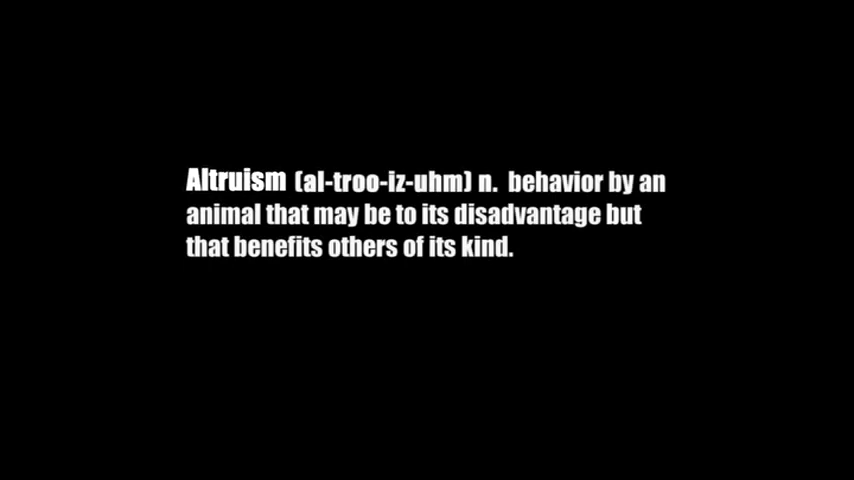 Altruism (al-troo-iz-uhm) n.  behavior by an
animal that may be to its disadvantage but
that benefits others of its kind.